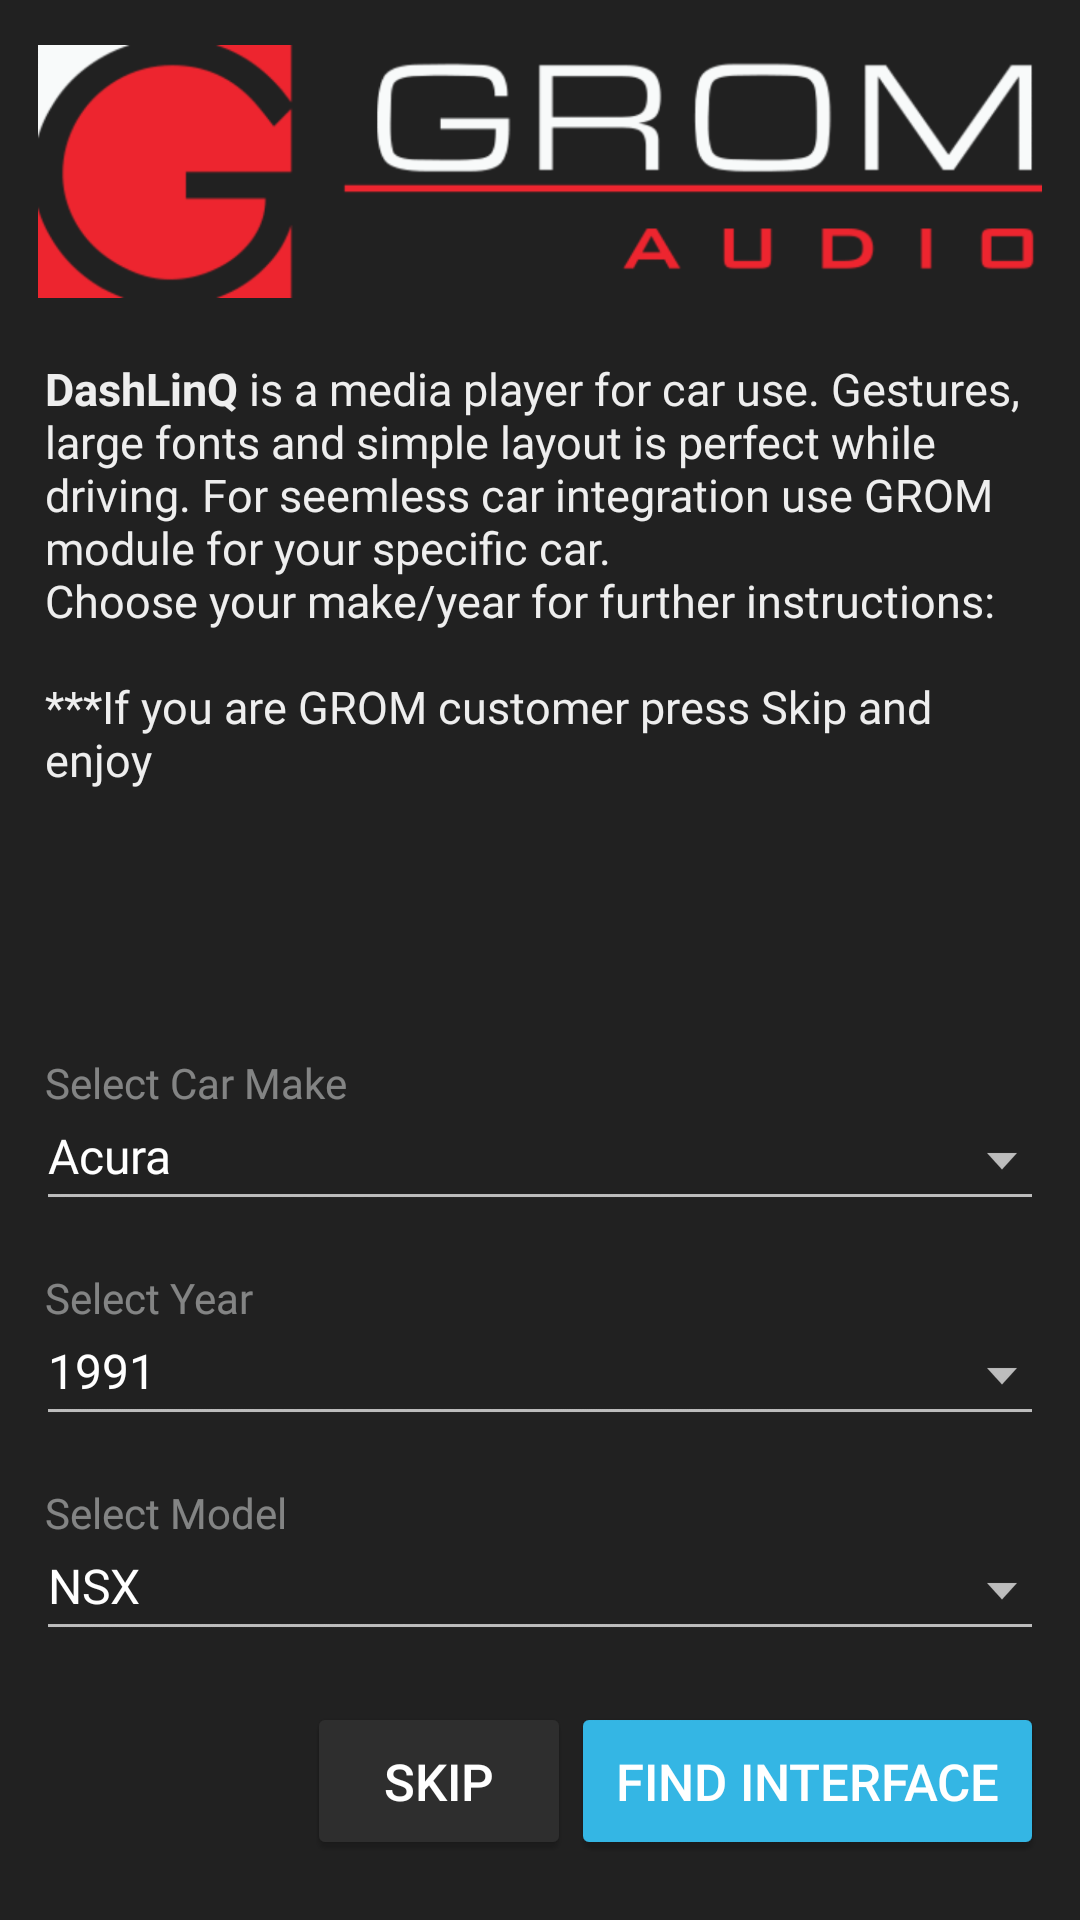 GROM
AUDIO
DashLinQ is a media player for car use. Gestures,
large fonts and simple layout is perfect while
driving. For seemless car integration use GROM
module for your specific car.
Choose your make/year for further instructions:
***If you are GROM customer press Skip and
enjoy
Select Car Make
Acura
Select Year
1991
Select Model
NSX
SKIP
FIND INTERFACE